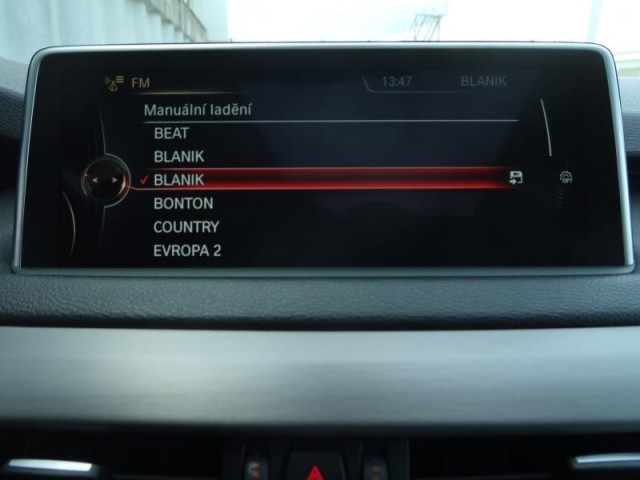 FM 13:47 BLANIK
Manuální ladění
BEAT
BLANIK
BLANIK
BONTON
COUNTRY
EVROPA 2